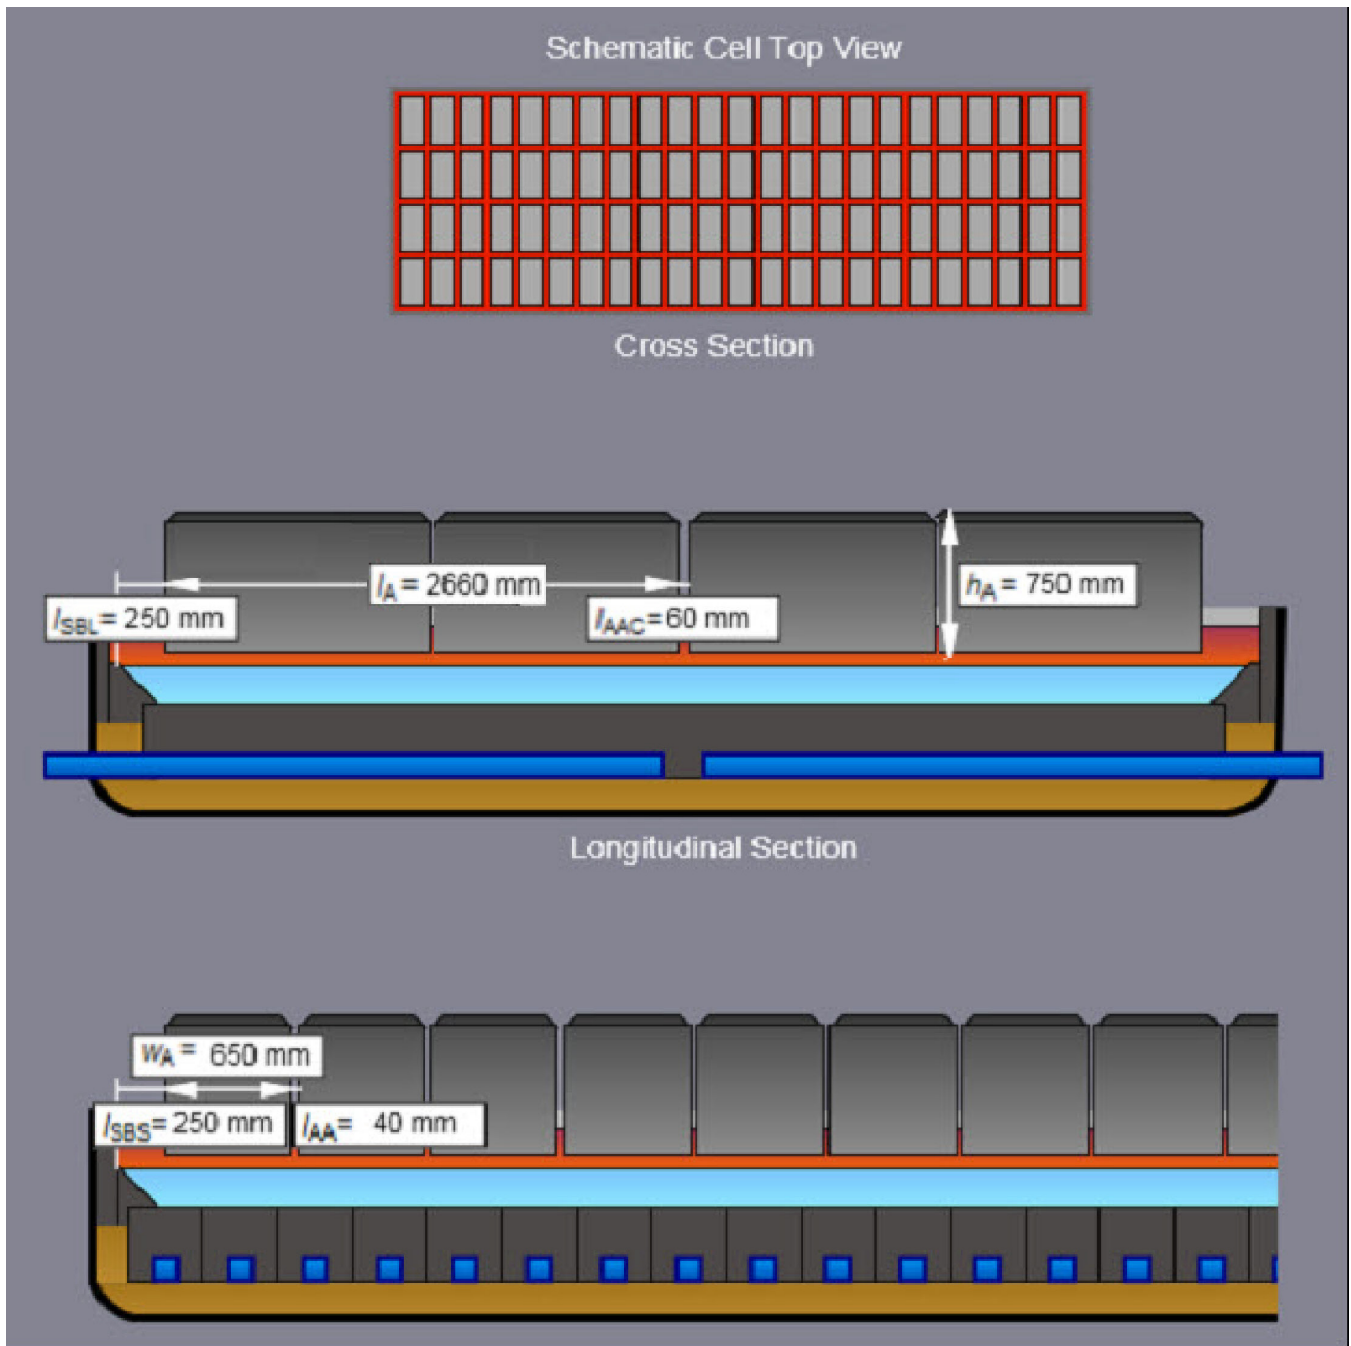 Schematic Cell Top View
Cross Section
lA = 2660 mm
hA = 750 mm
lSBL = 250 mm
lAAC=60 mm
Longitudinal Section
wA = 650 mm
lSBS= 250 mm
lAA= 40 mm